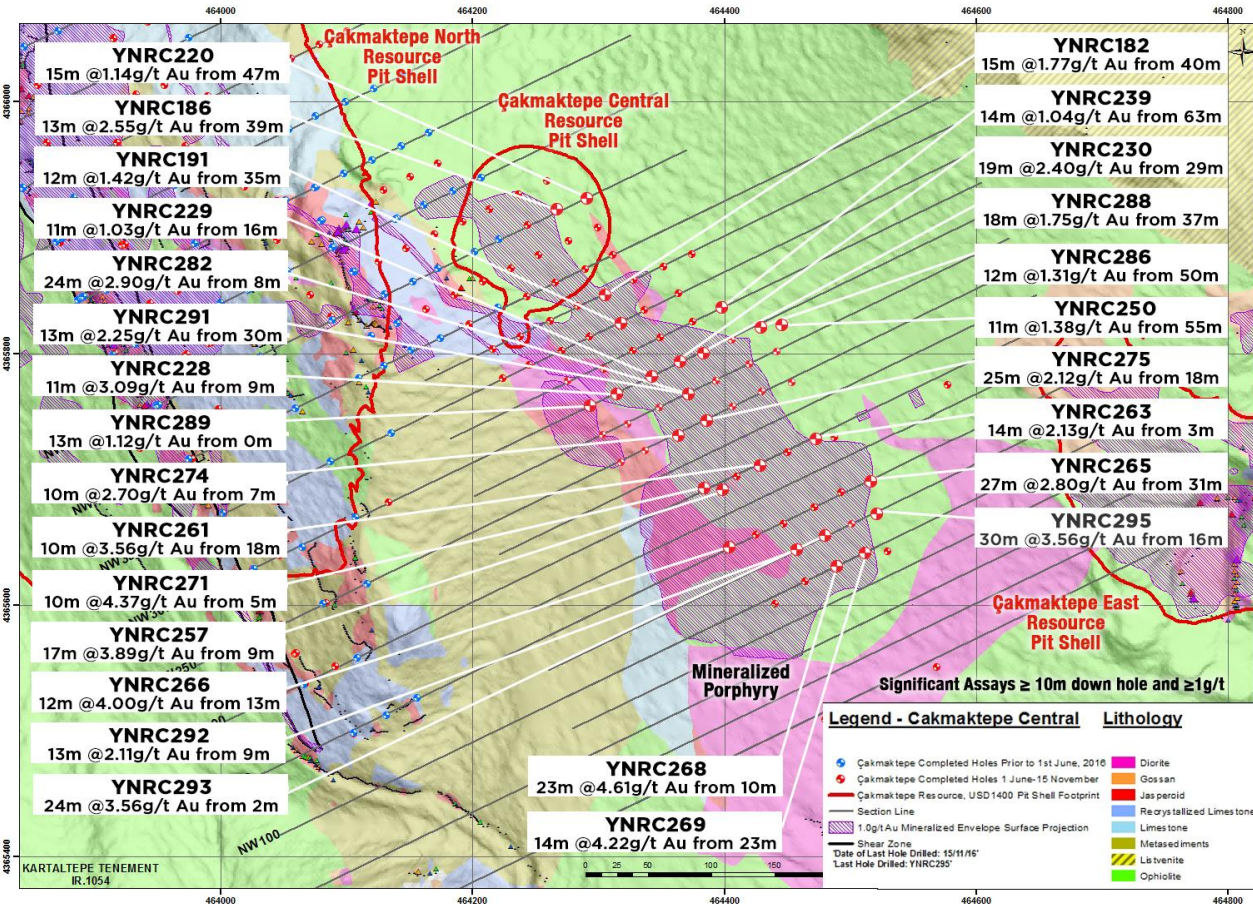 464000
464200
464400
464600
464800
Çakmaktepe North
Resource
Pit Shell
Çakmaktepe Central
Resource
Pit Shell
N
YNRC220
15m @1.14g/t Au from 47m
YNRC186
13m @2.55g/t Au from 39m
YNRC191
12m @1.42g/t Au from 35m
YNRC229
11m @1.03g/t Au from 16m
YNRC282
24m @2.90g/t Au from 8m
YNRC291
13m @2.25g/t Au from 30m
YNRC228
11m @3.09g/t Au from 9m
YNRC289
13m @1.12g/t Au from 0m
YNRC274
10m @2.70g/t Au from 7m
YNRC261
10m @3.56g/t Au from 18m
YNRC271
10m @4.37g/t Au from 5m
YNRC257
17m @3.89g/t Au from 9m
YNRC266
12m @4.00g/t Au from 13m
YNRC292
13m @2.11g/t Au from 9m
YNRC293
24m @3.56g/t Au from 2m
YNRC182
15m @1.77g/t Au from 40m
YNRC239
14m @1.04g/t Au from 63m
YNRC230
19m @2.40g/t Au from 29m
YNRC288
18m @1.75g/t Au from 37m
YNRC286
12m @1.31g/t Au from 50m
YNRC250
11m @1.38g/t Au from 55m
YNRC275
25m @2.12g/t Au from 18m
YNRC263
14m @2.13g/t Au from 3m
YNRC265
27m @2.80g/t Au from 31m
YNRC295
30m @3.56g/t Au from 16m
YNRC268
23m @4.61g/t Au from 10m
YNRC269
14m @4.22g/t Au from 23m
4366000
4365800
4365600
4365400
NW100
Çakmaktepe East
Resource
Pit Shell
Mineralized
Porphyry
Significant Assays ≥ 10m down hole and ≥1g/t
Legend - Cakmaktepe Central
Çakmaktepe Completed Holes Prior to 1st June, 2016
Çakmaktepe Completed Holes 1 June-15 November
Çakmaktepe Resource, USD1400 Pit Shell Footprint
Section Line
1.0g/t Au Mineralized Envelope Surface Projection
Shear Zone
'Date of Last Hole Drilled: 15/11/16'
'Last Hole Drilled: YNRC295'
Lithology
Diorite
Gossan
Jasperoid
Recrystallized Limestone
Limestone
Metasediments
Listvenite
Ophiolite
0 25 50 100 150
KARTALTEPE TENEMENT
IR.1054
464000
464200
464400
464600
464800